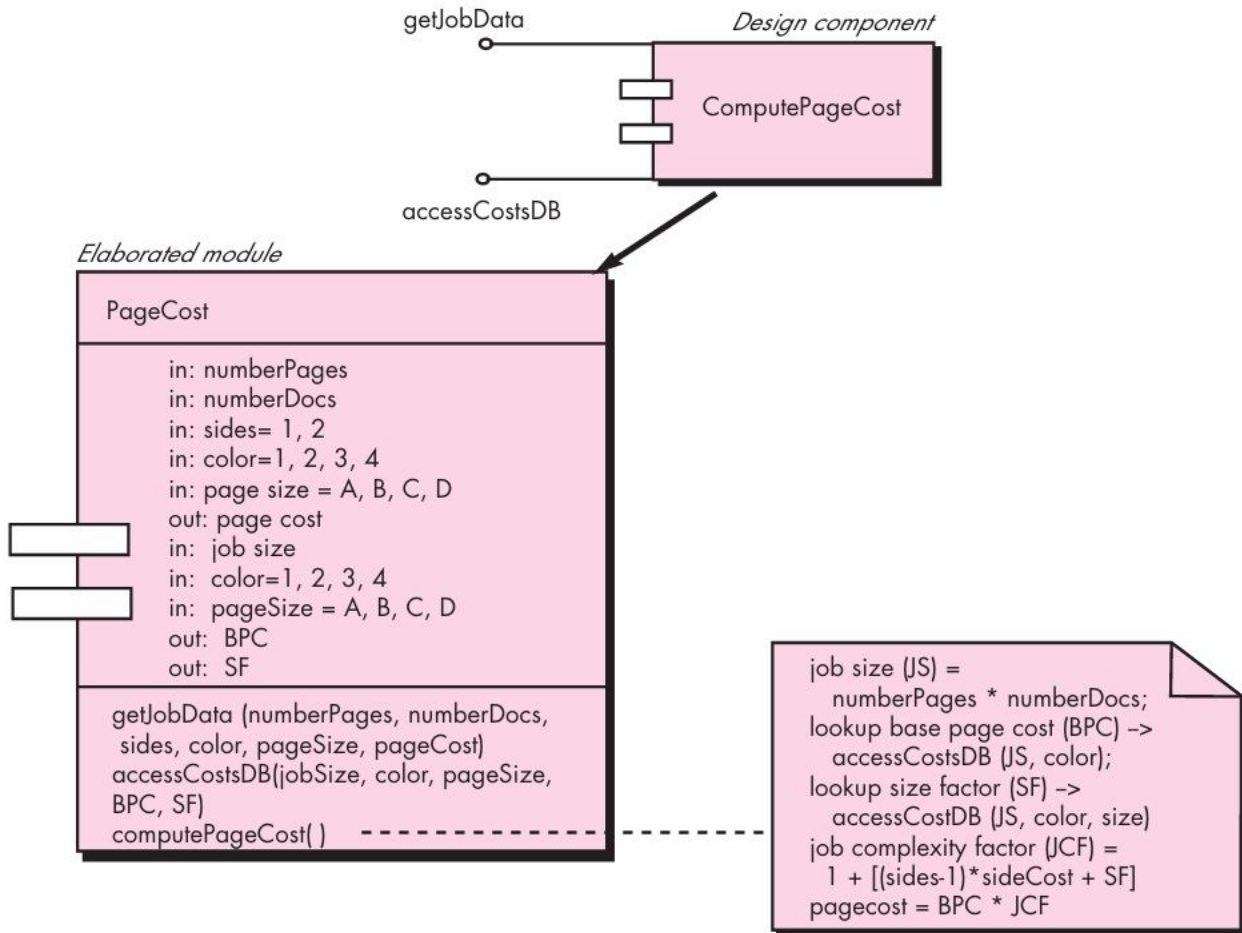 getJobData
Design component
ComputePageCost
accessCostsDB
Elaborated module
PageCost
in: numberPages
in: numberDocs
in: sides= 1, 2
in: color=1, 2, 3, 4
in: page size = A, B, C, D
out: page cost
in: job size
in: color=1, 2, 3, 4
in: pageSize = A, B, C, D
out: BPC
out: SF
getJobData (numberPages, numberDocs,
sides, color, pageSize, pageCost)
accessCostsDB(jobSize, color, pageSize,
BPC, SF)
computePageCost( )
job size (JS) =
numberPages * numberDocs;
lookup base page cost (BPC) –>
accessCostsDB (JS, color);
lookup size factor (SF) –>
accessCostDB (JS, color, size)
job complexity factor (JCF) =
1 + [(sides-1)*sideCost + SF]
pagecost = BPC * JCF